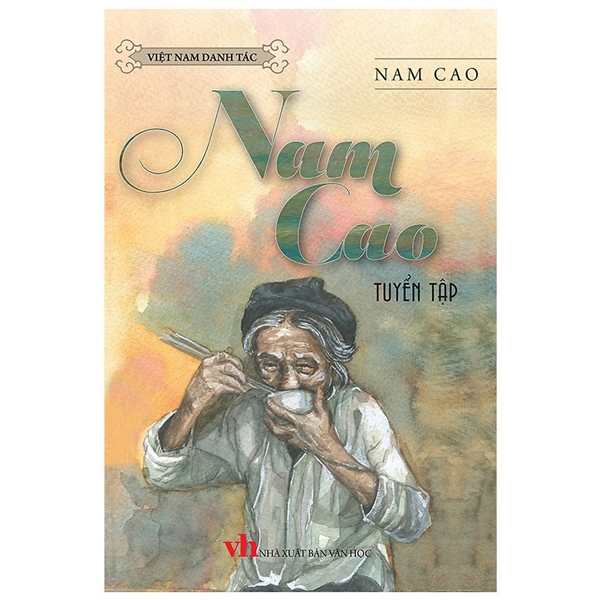 VIỆT NAM DANH TÁC
NAM CAO
Nam
Cao
TUYỂN TẬP
vh NHÀ XUẤT BẢN VĂN HỌC